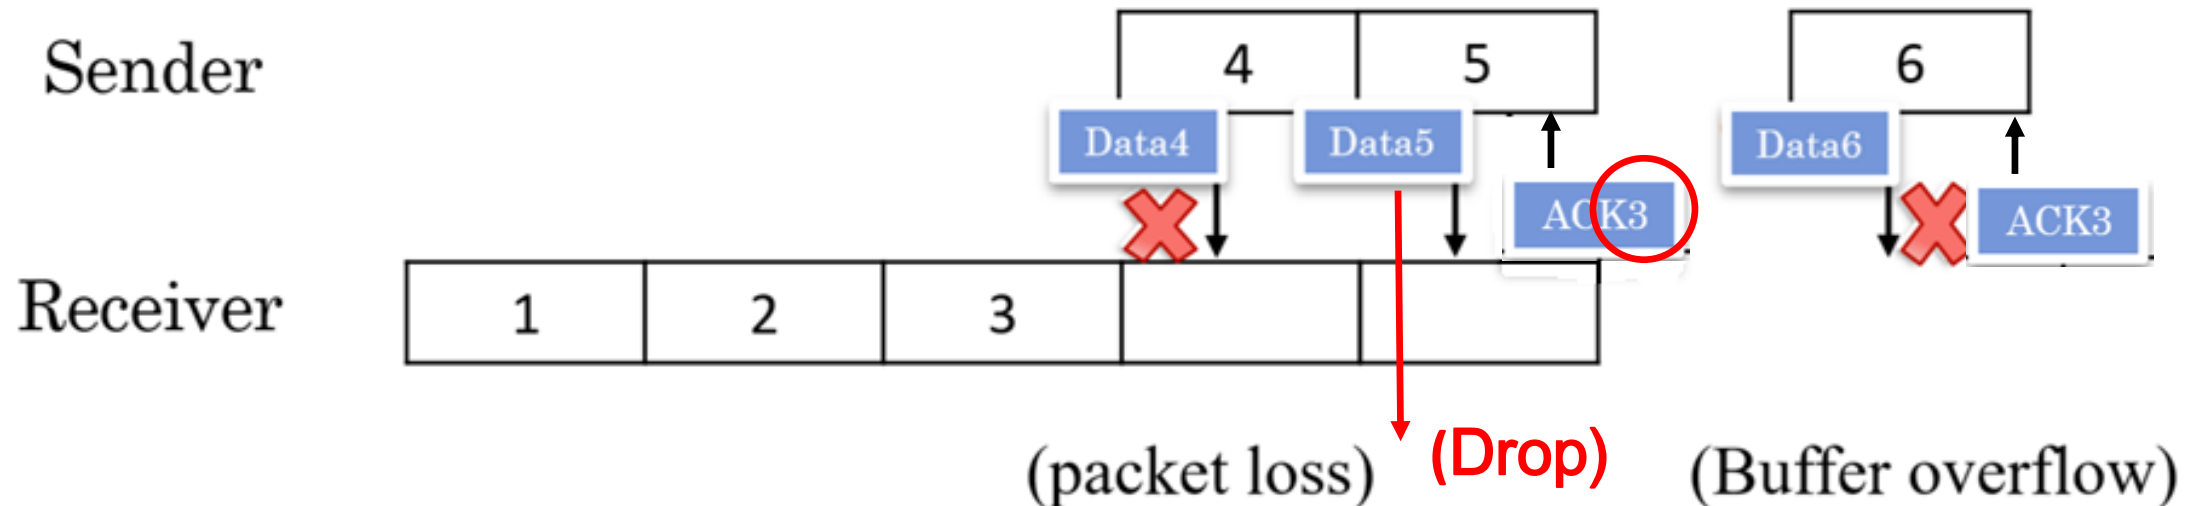 Sender
4
5
6
Data4
Data5
Data6
ACK3
ACK3
Receiver
1
2
3
(packet loss)
(Drop)
(Buffer overflow)